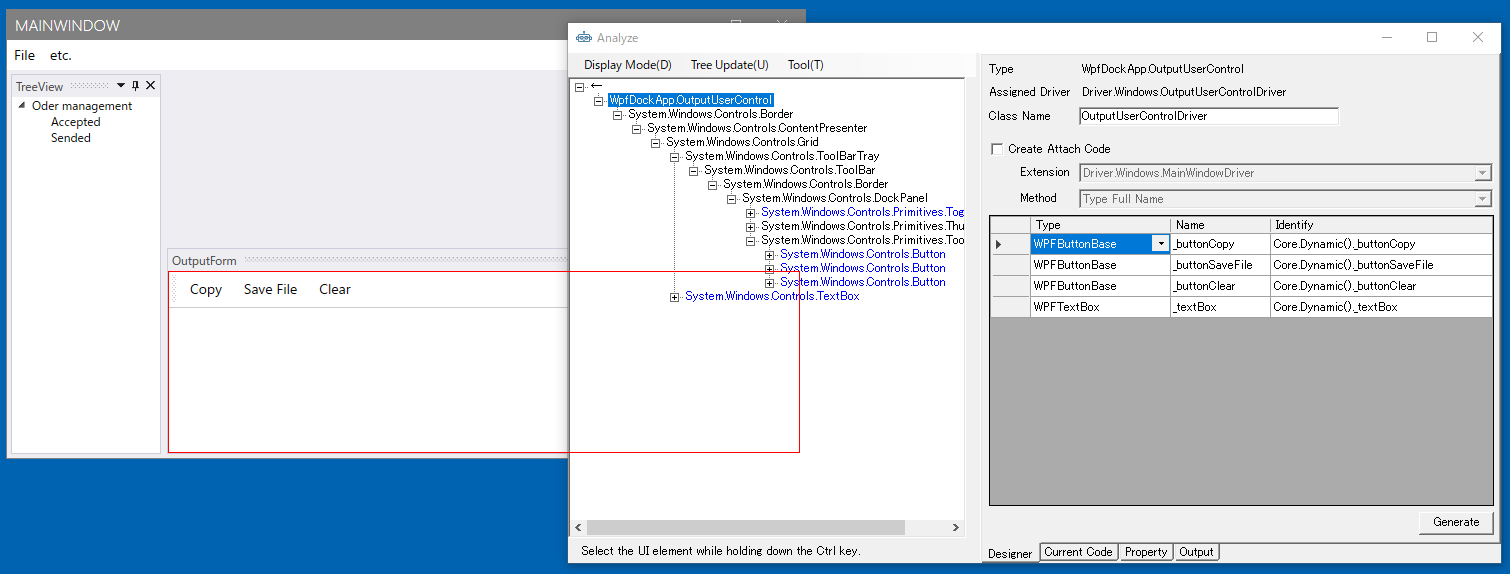 MAINWINDOW
File etc.
TreeView
Oder management
Accepted
Sended
OutputForm
Copy Save File Clear
Analyze
Display Mode(D) Tree Update(U) Tool(T)
←
WpfDockApp.OutputUserControl
System.Windows.Controls.Border
System.Windows.Controls.ContentPresenter
System.Windows.Controls.Grid
System.Windows.Controls.ToolBarTray
System.Windows.Controls.ToolBar
System.Windows.Controls.Border
System.Windows.Controls.DockPanel
System.Windows.Controls.Primitives.Tog
System.Windows.Controls.Primitives.Thu
System.Windows.Controls.Primitives.Too
System.Windows.Controls.Button
System.Windows.Controls.Button
System.Windows.Controls.Button
System.Windows.Controls.TextBox
Select the UI element while holding down the Ctrl key.
Type WpfDockApp.OutputUserControl
Assigned Driver Driver.Windows.OutputUserControlDriver
Class Name OutputUserControlDriver
Create Attach Code
Extension Driver.Windows.MainWindowDriver
Method Type Full Name
Type Name Identify
WPFButtonBase _buttonCopy Core.Dynamic()._buttonCopy
WPFButtonBase _buttonSaveFile Core.Dynamic()._buttonSaveFile
WPFButtonBase _buttonClear Core.Dynamic()._buttonClear
WPFTextBox _textBox Core.Dynamic()._textBox
Generate
Designer Current Code Property Output